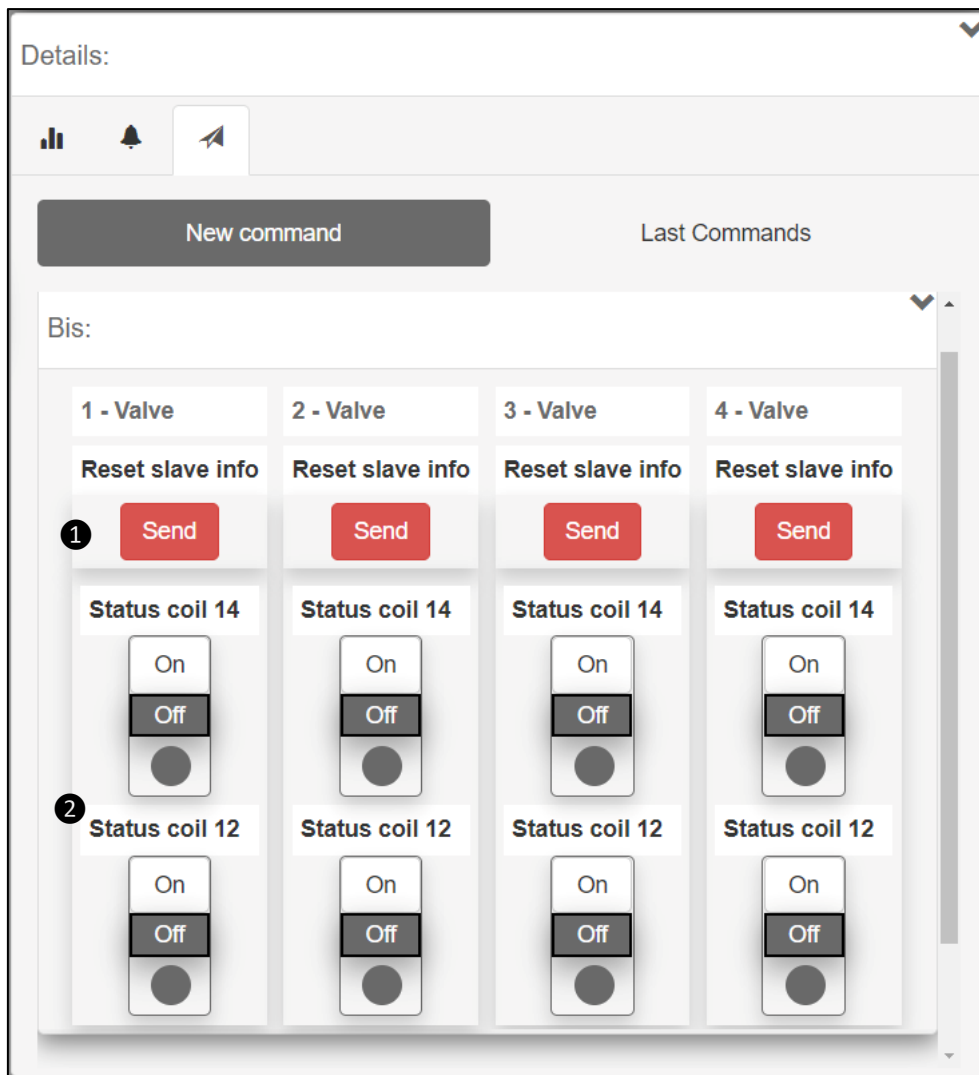 Details:
New command Last Commands
Bis:
1 - Valve 2 - Valve 3 - Valve 4 - Valve
Reset slave info Reset slave info Reset slave info Reset slave info
1 Send Send Send Send
Status coil 14 Status coil 14 Status coil 14 Status coil 14
On On On On
Off Off Off Off
2
Status coil 12 Status coil 12 Status coil 12 Status coil 12
On On On On
Off Off Off Off